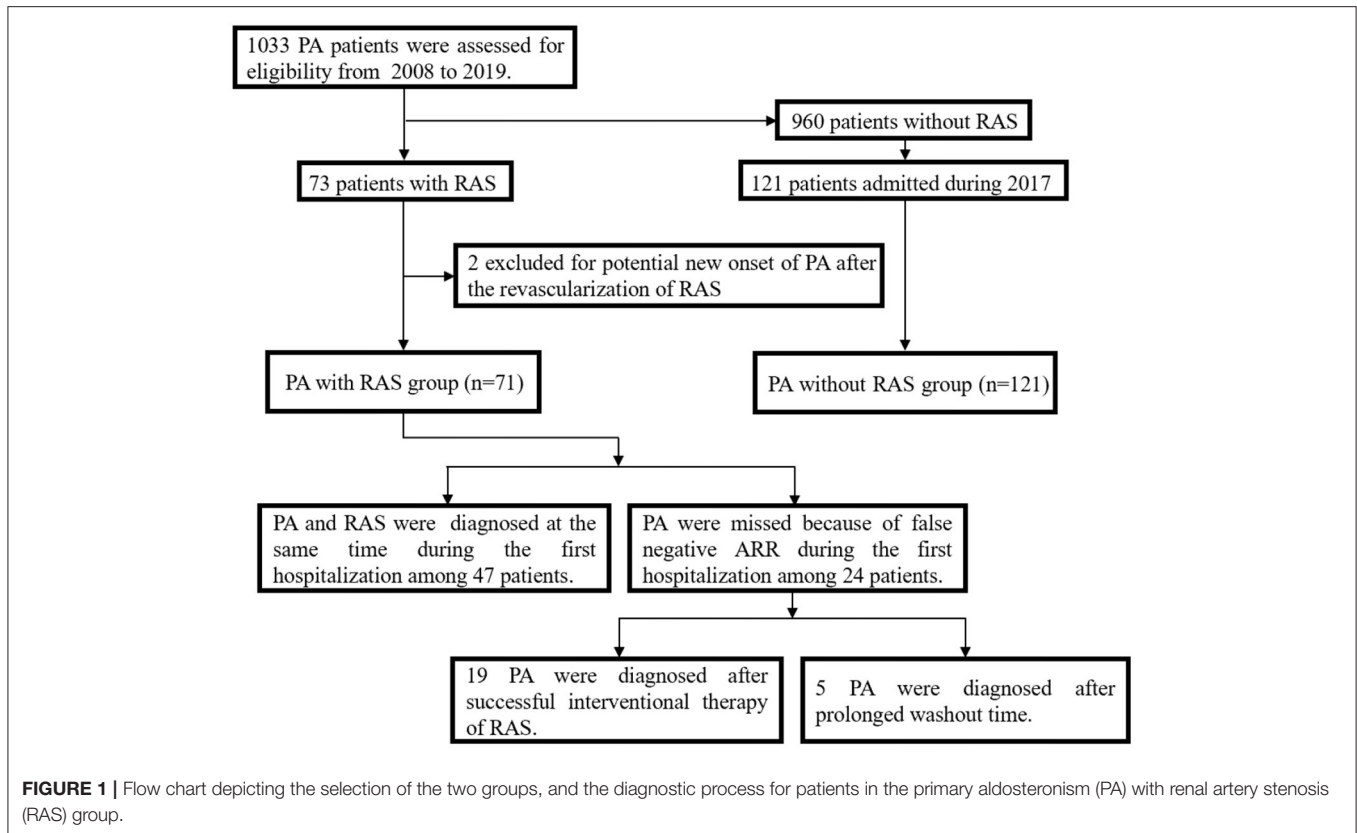 1033 PA patients were assessed for
eligibility from 2008 to 2019.
960 patients without RAS
73 patients with RAS
121 patients admitted during 2017
2 excluded for potential new onset of PA after
the revascularization of RAS
PA with RAS group (n=71)
PA without RAS group (n=121)
PA and RAS were diagnosed at the
same time during the first
hospitalization among 47 patients.
PA were missed because of false
negative ARR during the first
hospitalization among 24 patients.
19 PA were diagnosed after
successful interventional therapy
of RAS.
5 PA were diagnosed after
prolonged washout time.
FIGURE 1 | Flow chart depicting the selection of the two groups, and the diagnostic process for patients in the primary aldosteronism (PA) with renal artery stenosis
(RAS) group.